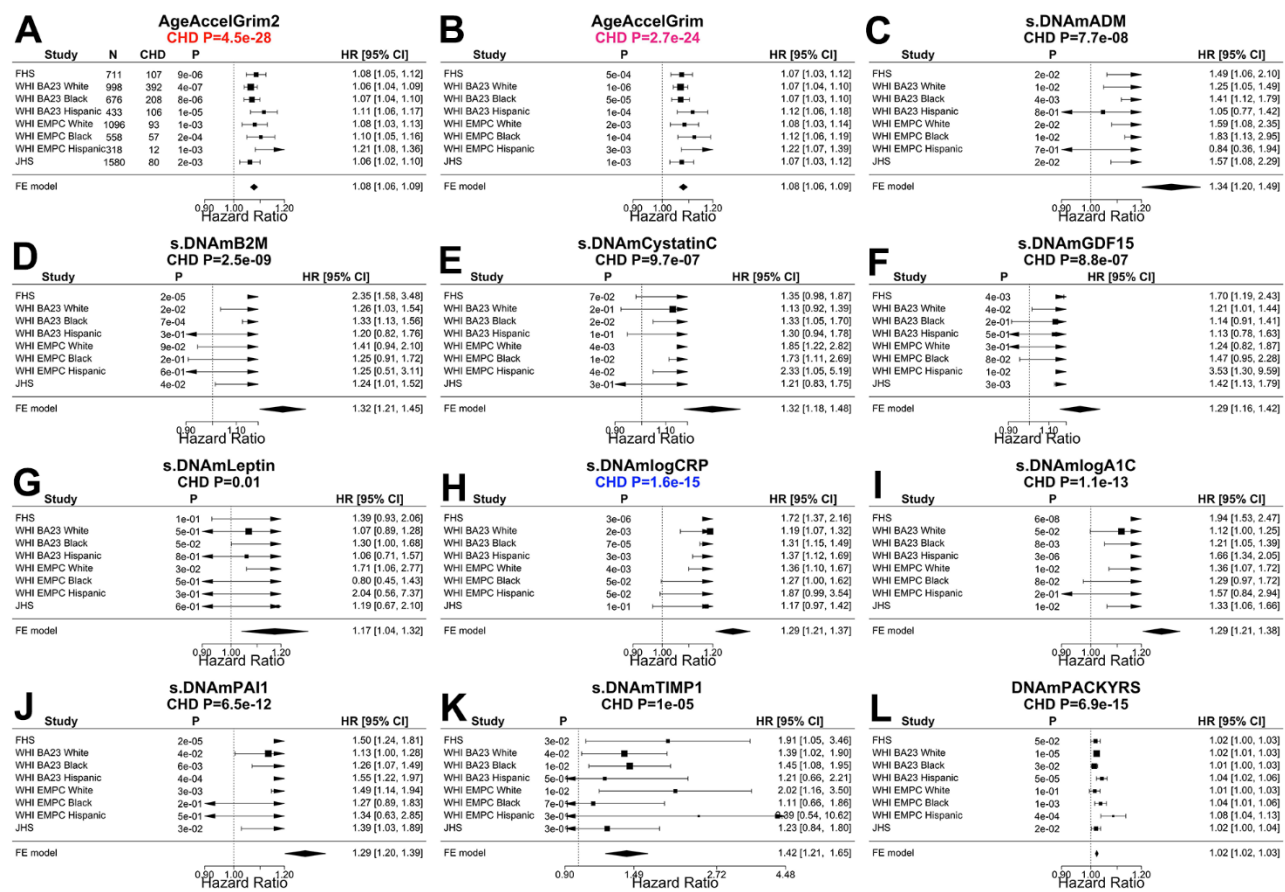 A
AgeAccelGrim2
CHD P=4.5e-28
Study N CHD P HR [95% CI]
FHS 711 107 9e-06 1.08 [1.05, 1.12]
WHI BA23 White 998 392 4e-07 1.06 [1.04, 1.09]
WHI BA23 Black 676 208 8e-06 1.07 [1.04, 1.10]
WHI BA23 Hispanic 433 106 1e-05 1.11 [1.06, 1.17]
WHI EMPC White 1096 93 1e-03 1.08 [1.03, 1.13]
WHI EMPC Black 558 57 2e-04 1.10 [1.05, 1.16]
WHI EMPC Hispanic 318 12 1e-03 1.21 [1.08, 1.36]
JHS 1580 80 2e-03 1.06 [1.02, 1.10]
FE model 1.08 [1.06, 1.09]
0.90 1.00 1.20
Hazard Ratio
B
AgeAccelGrim
CHD P=2.7e-24
P HR [95% CI]
5e-04 1.07 [1.03, 1.12]
1e-06 1.07 [1.04, 1.10]
5e-05 1.07 [1.03, 1.10]
1e-04 1.12 [1.06, 1.18]
2e-03 1.08 [1.03, 1.14]
1e-04 1.12 [1.06, 1.19]
3e-03 1.22 [1.07, 1.39]
1e-03 1.07 [1.03, 1.12]
1.08 [1.06, 1.09]
0.90 1.00 1.20
Hazard Ratio
C
s.DNAmADM
CHD P=7.7e-08
P HR [95% CI]
2e-02 1.49 [1.06, 2.10]
1e-02 1.25 [1.05, 1.49]
4e-03 1.41 [1.12, 1.79]
8e-01 1.05 [0.77, 1.42]
2e-02 1.59 [1.08, 2.35]
1e-02 1.83 [1.13, 2.95]
7e-01 0.84 [0.36, 1.94]
2e-02 1.57 [1.08, 2.29]
1.34 [1.20, 1.49]
0.90 1.00 1.20
Hazard Ratio
D
s.DNAmB2M
CHD P=2.5e-09
Study P HR [95% CI]
FHS 2e-05 2.35 [1.58, 3.48]
WHI BA23 White 2e-02 1.26 [1.03, 1.54]
WHI BA23 Black 7e-04 1.33 [1.13, 1.56]
WHI BA23 Hispanic 3e-01 1.20 [0.82, 1.76]
WHI EMPC White 9e-02 1.41 [0.94, 2.10]
WHI EMPC Black 2e-01 1.25 [0.91, 1.72]
WHI EMPC Hispanic 6e-01 1.25 [0.51, 3.11]
JHS 4e-02 1.24 [1.01, 1.52]
FE model 1.32 [1.21, 1.45]
0.90 1.10
Hazard Ratio
E
s.DNAmCystatinC
CHD P=9.7e-07
Study P HR [95% CI]
FHS 7e-02 1.35 [0.98, 1.87]
WHI BA23 White 2e-01 1.13 [0.92, 1.39]
WHI BA23 Black 2e-02 1.33 [1.05, 1.70]
WHI BA23 Hispanic 1e-01 1.30 [0.94, 1.78]
WHI EMPC White 4e-03 1.85 [1.22, 2.82]
WHI EMPC Black 1e-02 1.73 [1.11, 2.69]
WHI EMPC Hispanic 4e-02 2.33 [1.05, 5.19]
JHS 3e-01 1.21 [0.83, 1.75]
FE model 1.32 [1.18, 1.48]
0.90 1.10
Hazard Ratio
F
s.DNAmGDF15
CHD P=8.8e-07
Study P HR [95% CI]
FHS 4e-03 1.70 [1.19, 2.43]
WHI BA23 White 4e-02 1.21 [1.01, 1.44]
WHI BA23 Black 2e-01 1.14 [0.91, 1.41]
WHI BA23 Hispanic 5e-01 1.13 [0.78, 1.63]
WHI EMPC White 3e-01 1.24 [0.82, 1.87]
WHI EMPC Black 8e-02 1.47 [0.95, 2.28]
WHI EMPC Hispanic 1e-02 3.53 [1.30, 9.59]
JHS 3e-03 1.42 [1.13, 1.79]
FE model 1.29 [1.16, 1.42]
0.90 1.10
Hazard Ratio
G
s.DNAmLeptin
CHD P=0.01
Study P HR [95% CI]
FHS 1e-01 1.39 [0.93, 2.06]
WHI BA23 White 5e-01 1.07 [0.89, 1.28]
WHI BA23 Black 5e-02 1.30 [1.00, 1.68]
WHI BA23 Hispanic 8e-01 1.06 [0.71, 1.57]
WHI EMPC White 3e-02 1.71 [1.06, 2.77]
WHI EMPC Black 5e-01 0.80 [0.45, 1.43]
WHI EMPC Hispanic 3e-01 2.04 [0.56, 7.37]
JHS 6e-01 1.19 [0.67, 2.10]
FE model 1.17 [1.04, 1.32]
0.90 1.00 1.20
Hazard Ratio
H
s.DNAmlogCRP
CHD P=1.6e-15
Study P HR [95% CI]
FHS 3e-06 1.72 [1.37, 2.16]
WHI BA23 White 2e-03 1.19 [1.07, 1.32]
WHI BA23 Black 7e-05 1.31 [1.15, 1.49]
WHI BA23 Hispanic 3e-03 1.37 [1.12, 1.69]
WHI EMPC White 4e-03 1.36 [1.10, 1.67]
WHI EMPC Black 5e-02 1.27 [1.00, 1.62]
WHI EMPC Hispanic 5e-02 1.87 [0.99, 3.54]
JHS 1e-01 1.17 [0.97, 1.42]
FE model 1.29 [1.21, 1.37]
0.90 1.00 1.20
Hazard Ratio
I
s.DNAmlogA1C
CHD P=1.1e-13
Study P HR [95% CI]
FHS 6e-08 1.94 [1.53, 2.47]
WHI BA23 White 5e-02 1.12 [1.00, 1.25]
WHI BA23 Black 8e-03 1.21 [1.05, 1.39]
WHI BA23 Hispanic 3e-06 1.66 [1.34, 2.05]
WHI EMPC White 1e-02 1.36 [1.07, 1.72]
WHI EMPC Black 8e-02 1.29 [0.97, 1.72]
WHI EMPC Hispanic 2e-01 1.57 [0.84, 2.94]
JHS 1e-02 1.33 [1.06, 1.66]
FE model 1.29 [1.21, 1.38]
0.90 1.00 1.20
Hazard Ratio
J
s.DNAmPAI1
CHD P=6.5e-12
Study P HR [95% CI]
FHS 2e-05 1.50 [1.24, 1.81]
WHI BA23 White 4e-02 1.13 [1.00, 1.28]
WHI BA23 Black 6e-03 1.26 [1.07, 1.49]
WHI BA23 Hispanic 4e-04 1.55 [1.22, 1.97]
WHI EMPC White 3e-03 1.49 [1.14, 1.94]
WHI EMPC Black 2e-01 1.27 [0.89, 1.83]
WHI EMPC Hispanic 5e-01 1.34 [0.63, 2.85]
JHS 3e-02 1.39 [1.03, 1.89]
FE model 1.29 [1.20, 1.39]
0.90 1.00 1.20
Hazard Ratio
K
s.DNAmTIMP1
CHD P=1e-05
Study P HR [95% CI]
FHS 3e-02 1.91 [1.05, 3.46]
WHI BA23 White 4e-02 1.39 [1.02, 1.90]
WHI BA23 Black 1e-02 1.45 [1.08, 1.95]
WHI BA23 Hispanic 5e-01 1.21 [0.66, 2.21]
WHI EMPC White 1e-02 2.02 [1.16, 3.50]
WHI EMPC Black 7e-01 1.11 [0.66, 1.86]
WHI EMPC Hispanic 3e-01 2.39 [0.54, 10.62]
JHS 3e-01 1.23 [0.84, 1.80]
FE model 1.42 [1.21, 1.65]
0.90 1.49 2.72 4.48
Hazard Ratio
L
DNAmPACKYRS
CHD P=6.9e-15
Study P HR [95% CI]
FHS 5e-02 1.02 [1.00, 1.03]
WHI BA23 White 1e-05 1.02 [1.01, 1.03]
WHI BA23 Black 3e-02 1.01 [1.00, 1.03]
WHI BA23 Hispanic 5e-05 1.04 [1.02, 1.06]
WHI EMPC White 1e-01 1.01 [1.00, 1.03]
WHI EMPC Black 1e-03 1.04 [1.01, 1.06]
WHI EMPC Hispanic 4e-04 1.08 [1.04, 1.13]
JHS 2e-02 1.02 [1.00, 1.04]
FE model 1.02 [1.02, 1.03]
0.90 1.00 1.20
Hazard Ratio